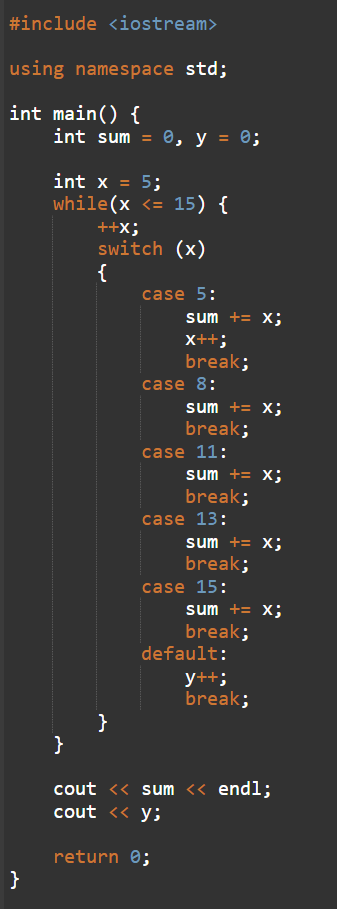 #include <iostream>
using namespace std;
int main() {
int sum = 0, y = 0;
int x = 5;
while(x <= 15) {
++x;
switch (x)
{
case 5:
sum += x;
x++;
break;
case 8:
sum += x;
break;
case 11:
sum += x;
break;
case 13:
sum += x;
break;
case 15:
sum += x;
break;
default:
y++;
break;
}
}
cout << sum << endl;
cout << y;
return 0;
}